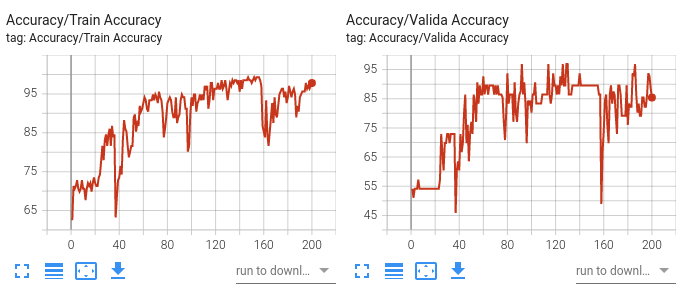 Accuracy/Train Accuracy
tag: Accuracy/Train Accuracy
95
85
75
65
0 40 80 120 160 200
run to downl...
Accuracy/Valida Accuracy
tag: Accuracy/Valida Accuracy
95
85
75
65
55
45
0 40 80 120 160 200
run to downl...